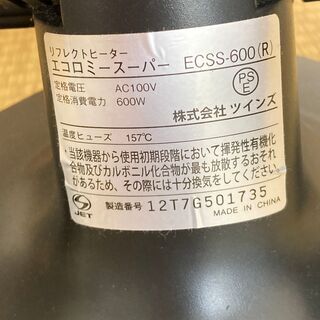 リフレクトヒーター
エコロミースーパー ECSS-600(R)
定格電圧 AC100V
定格消費電力 600W
PS
E
株式会社 ツインズ
温度ヒューズ 157℃
・当該機器から使用初期段階において揮発性有機化
合物及びカルボニル化合物が最も放散するおそれ
があるため、その際には十分換気をしてください。
JET
製造番号 12T7G501735
MADE IN CHINA